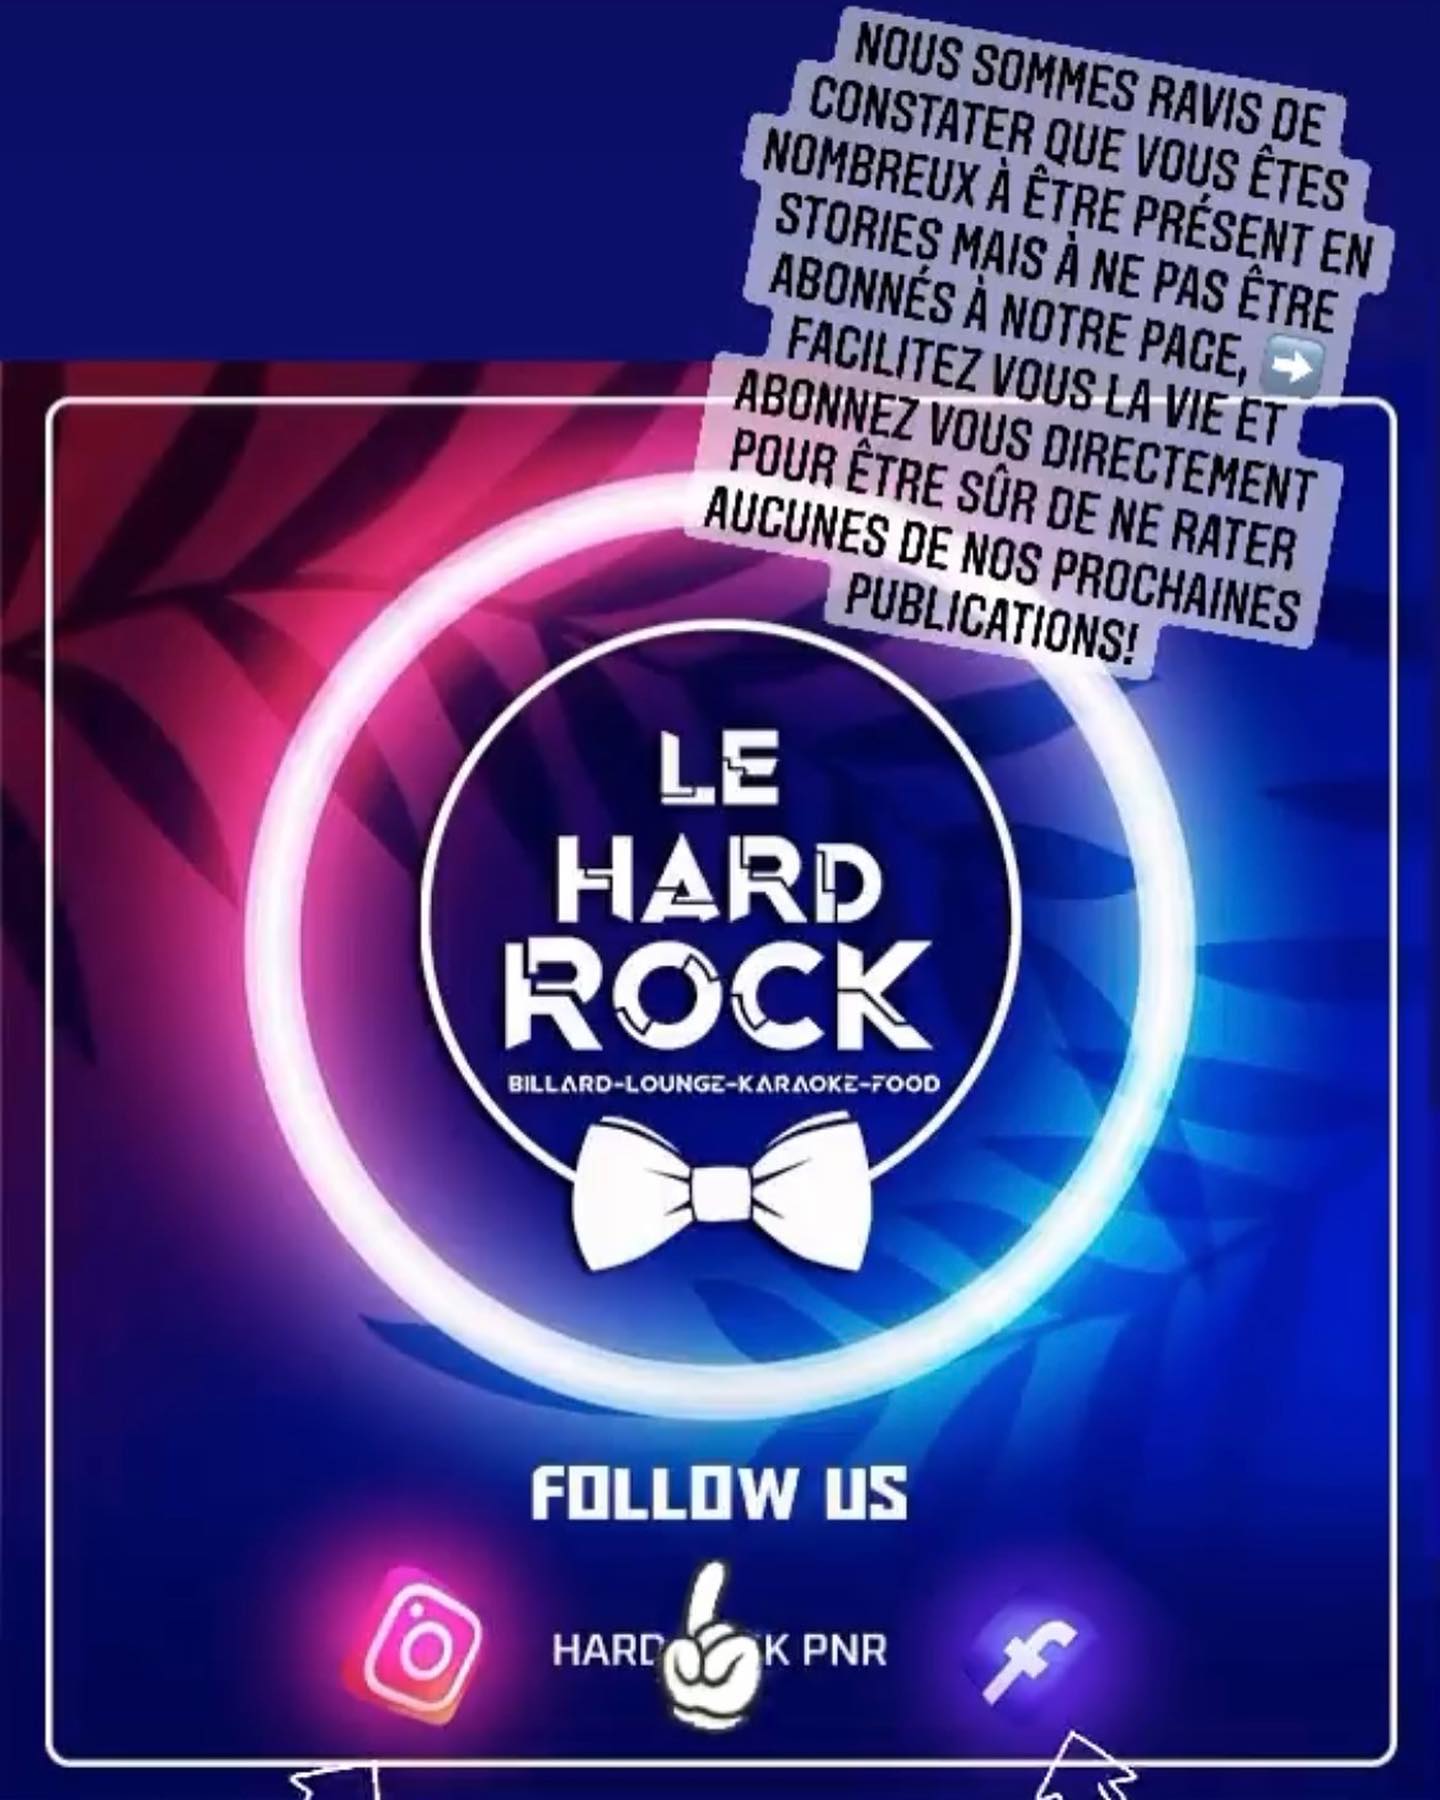 NOUS SOMMES RAVIS DE
CONSTATER QUE VOUS ÊTES
NOMBREUX À ÊTRE PRÉSENT EN
STORIES MAIS À NE PAS ÊTRE
ABONNÉS À NOTRE PAGE, ➡️
FACILITEZ VOUS LA VIE ET
ABONNEZ VOUS DIRECTEMENT
POUR ÊTRE SÛR DE NE RATER
AUCUNES DE NOS PROCHAINES
PUBLICATIONS!
LE
HARD
ROCK
BILLARD-LOUNGE-KARAOKE-FOOD
FOLLOW US
PNR